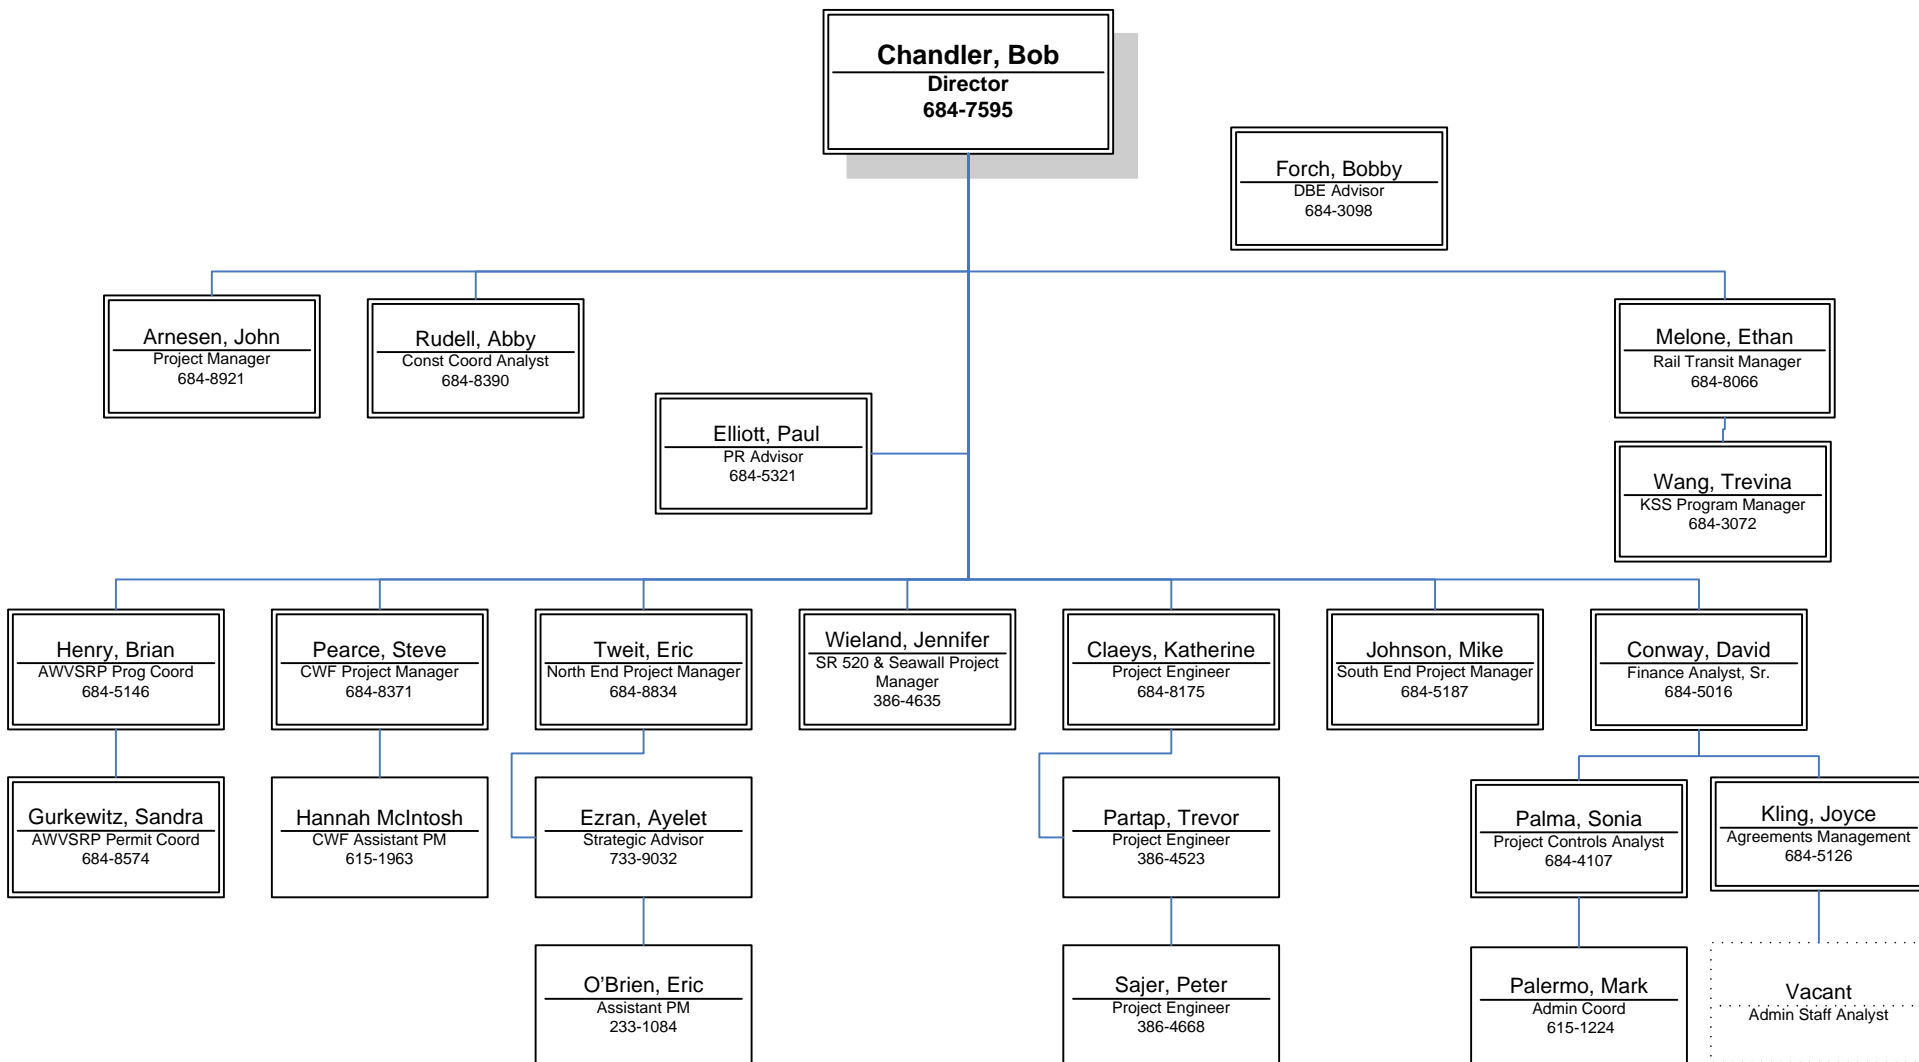 Chandler, Bob
Director
684-7595
Forch, Bobby
DBE Advisor
684-3098
Arnesen, John
Project Manager
684-8921
Rudell, Abby
Const Coord Analyst
684-8390
Melone, Ethan
Rail Transit Manager
684-8066
Elliott, Paul
PR Advisor
684-5321
Wang, Trevina
KSS Program Manager
684-3072
Henry, Brian
AWVSRP Prog Coord
684-5146
Pearce, Steve
CWF Project Manager
684-8371
Tweit, Eric
North End Project Manager
684-8834
Wieland, Jennifer
SR 520 & Seawall Project
Manager
386-4635
Claeys, Katherine
Project Engineer
684-8175
Johnson, Mike
South End Project Manager
684-5187
Conway, David
Finance Analyst, Sr.
684-5016
Gurkewitz, Sandra
AWVSRP Permit Coord
684-8574
Hannah McIntosh
CWF Assistant PM
615-1963
Ezran, Ayelet
Strategic Advisor
733-9032
Partap, Trevor
Project Engineer
386-4523
Palma, Sonia
Project Controls Analyst
684-4107
Kling, Joyce
Agreements Management
684-5126
O’Brien, Eric
Assistant PM
233-1084
Sajer, Peter
Project Engineer
386-4668
Palermo, Mark
Admin Coord
615-1224
Vacant
Admin Staff Analyst